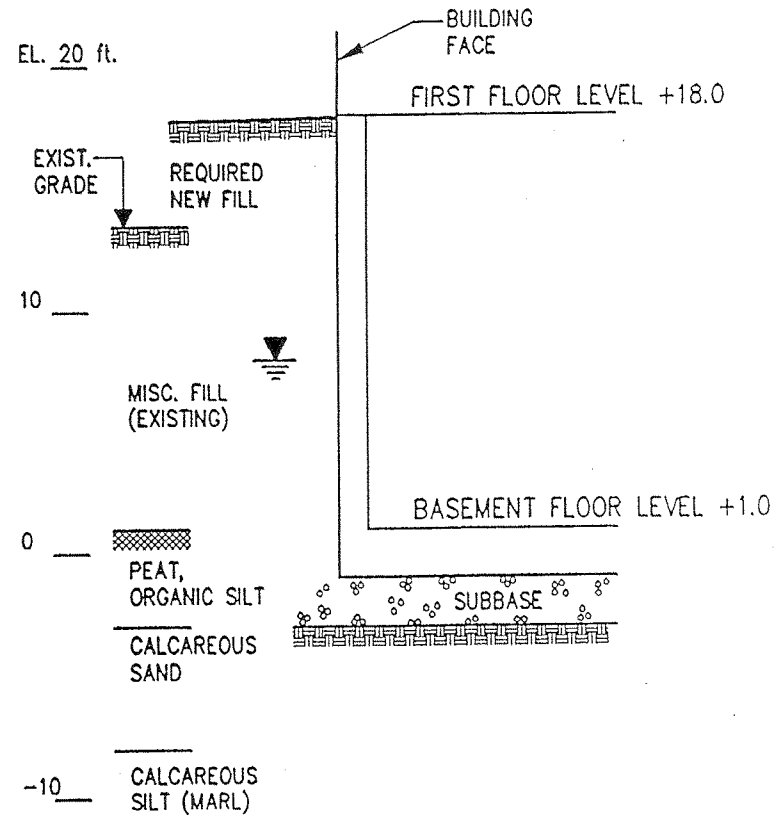 BUILDING
FACE
EL. 20 ft.
FIRST FLOOR LEVEL +18.0
EXIST.
GRADE
REQUIRED
NEW FILL
10
MISC. FILL
(EXISTING)
BASEMENT FLOOR LEVEL +1.0
0
PEAT,
ORGANIC SILT
SUBBASE
CALCAREOUS
SAND
-10
CALCAREOUS
SILT (MARL)